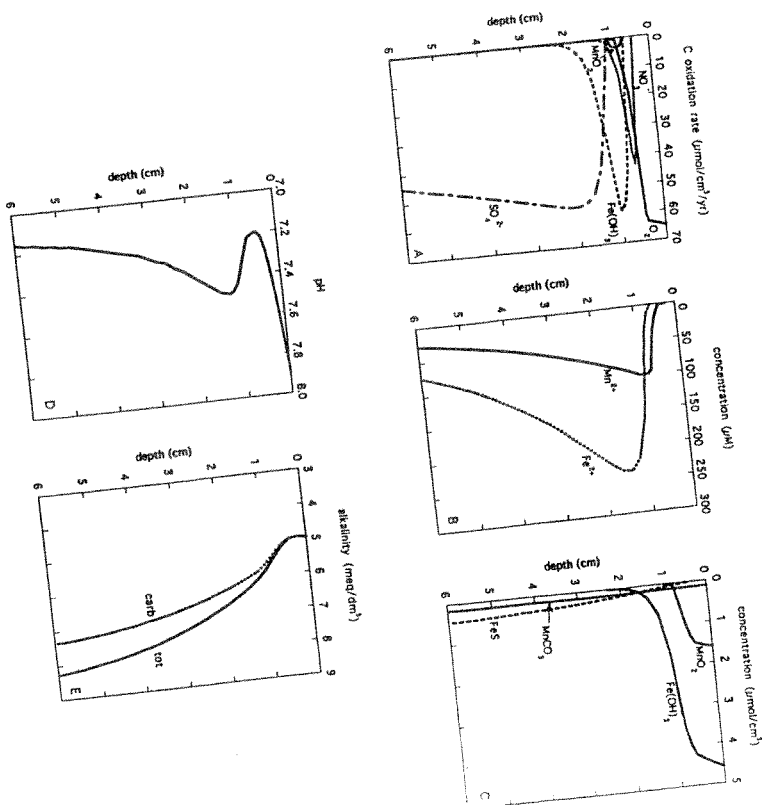 C oxidation rate (μmol/cm³/yr)
0 10 20 30 40 50 60 70
depth (cm)
0
1
2
3
4
5
6
O₂
NO₃⁻
MnO₂
Fe(OH)₃
SO₄²⁻
A
concentration (μM)
0 50 100 150 200 250 300
depth (cm)
0
1
2
3
4
5
6
Mn²⁺
Fe²⁺
B
concentration (μmol/cm³)
0 1 2 3 4 5
depth (cm)
0
1
2
3
4
5
6
MnO₂
Fe(OH)₃
MnCO₃
FeS
C
pH
7.0 7.2 7.4 7.6 7.8 8.0
depth (cm)
0
1
2
3
4
5
6
D
alkalinity (meq/dm³)
3 4 5 6 7 8 9
depth (cm)
0
1
2
3
4
5
6
carb
tot
E